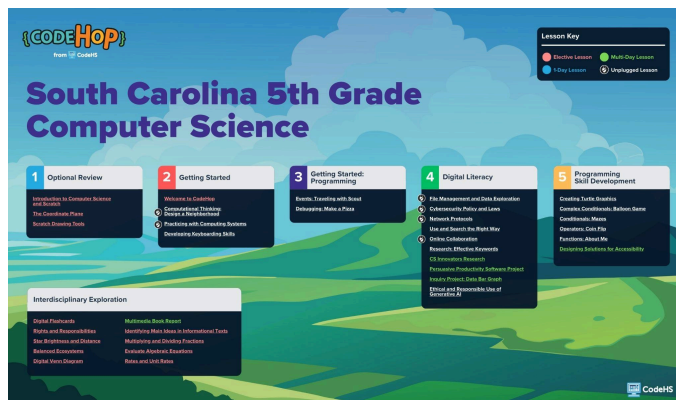 {CODEHOP}
from CodeHS
Lesson Key
Elective Lesson
Multi-Day Lesson
1-Day Lesson
Unplugged Lesson
South Carolina 5th Grade
Computer Science
1 Optional Review
Introduction to Computer Science
and Scratch
The Coordinate Plane
Scratch Drawing Tools
2 Getting Started
Welcome to CodeHop
Computational Thinking:
Design a Neighborhood
Practicing with Computing Systems
Developing Keyboarding Skills
3 Getting Started:
Programming
Events: Traveling with Scout
Debugging: Make a Pizza
4 Digital Literacy
File Management and Data Exploration
Cybersecurity Policy and Laws
Network Protocols
Use and Search the Right Way
Online Collaboration
Research: Effective Keywords
CS Innovators Research
Persuasive Productivity Software Project
Inquiry Project: Data Bar Graph
Ethical and Responsible Use of
Generative AI
5 Programming
Skill Development
Creating Turtle Graphics
Complex Conditionals: Balloon Game
Conditionals: Mazes
Operators: Coin Flip
Functions: About Me
Designing Solutions for Accessibility
Interdisciplinary Exploration
Digital Flashcards
Rights and Responsibilities
Star Brightness and Distance
Balanced Ecosystems
Digital Venn Diagram
Multimedia Book Report
Identifying Main Ideas in Informational Texts
Multiplying and Dividing Fractions
Evaluate Algebraic Equations
Rates and Unit Rates
CodeHS